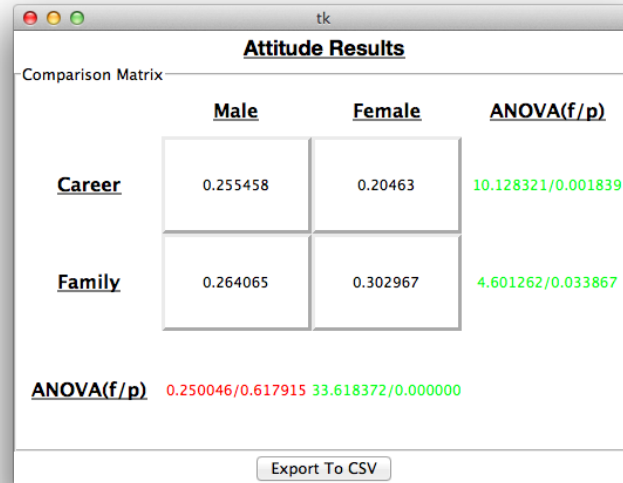 tk
Attitude Results
Comparison Matrix
Male Female ANOVA(f/p)
Career 0.255458 0.20463 10.128321/0.001839
Family 0.264065 0.302967 4.601262/0.033867
ANOVA(f/p) 0.250046/0.617915 33.618372/0.000000
Export To CSV